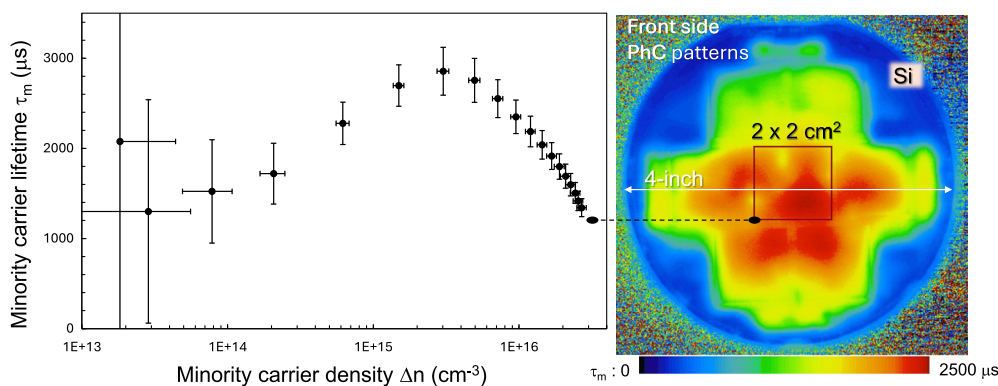 3000
2000
1000
0
1E+13 1E+14 1E+15 1E+16
Minority carrier lifetime τm (μs)
Minority carrier density Δn (cm-3)
Front side
PhC patterns
Si
2 x 2 cm²
4-inch
τm : 0 2500 μs